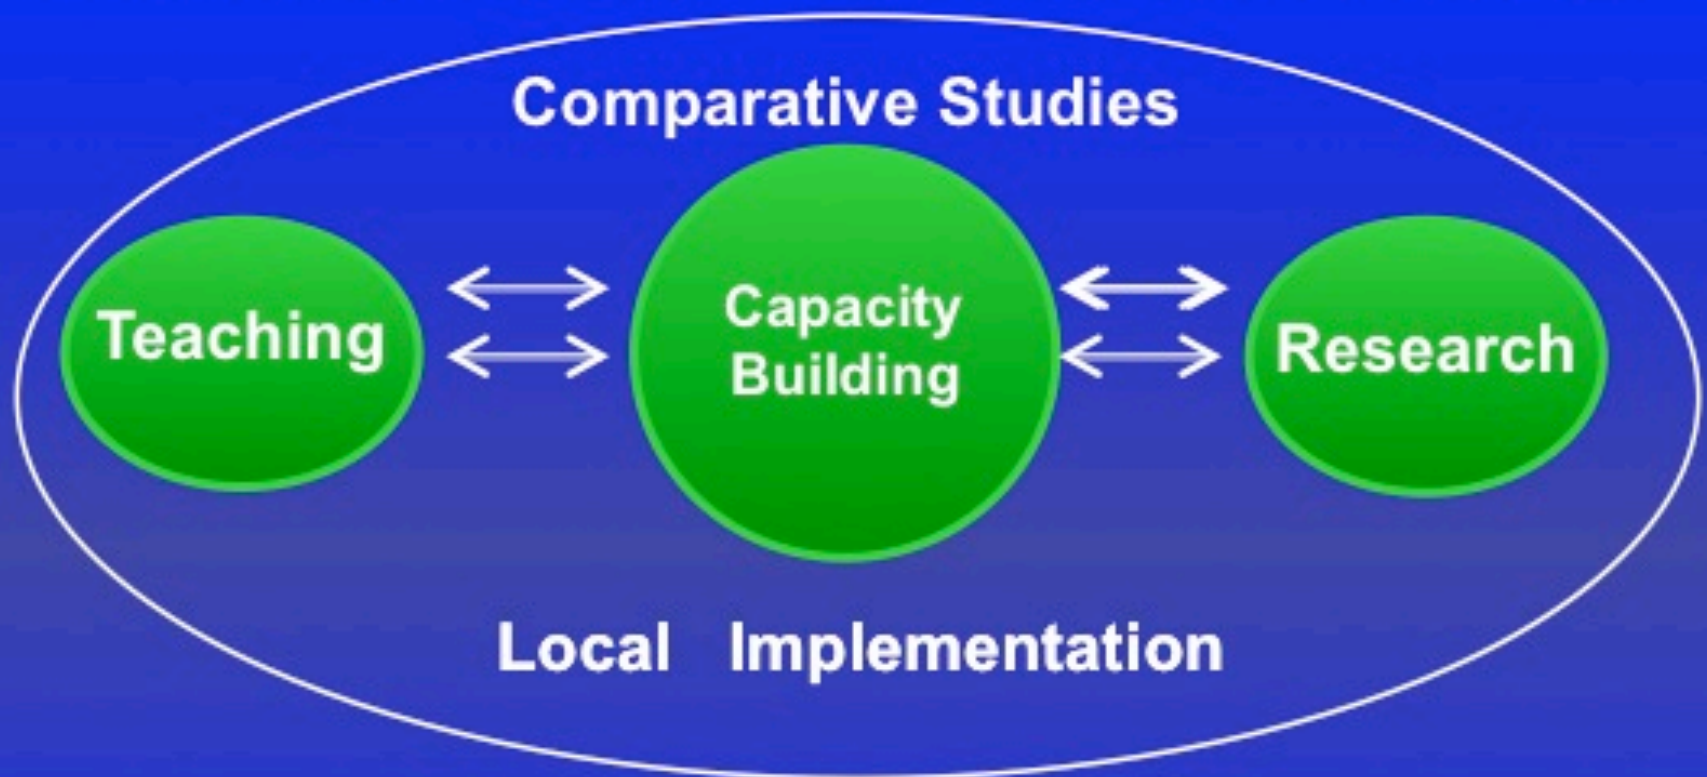 Comparative Studies
Teaching
Capacity
Building
Research
Local Implementation